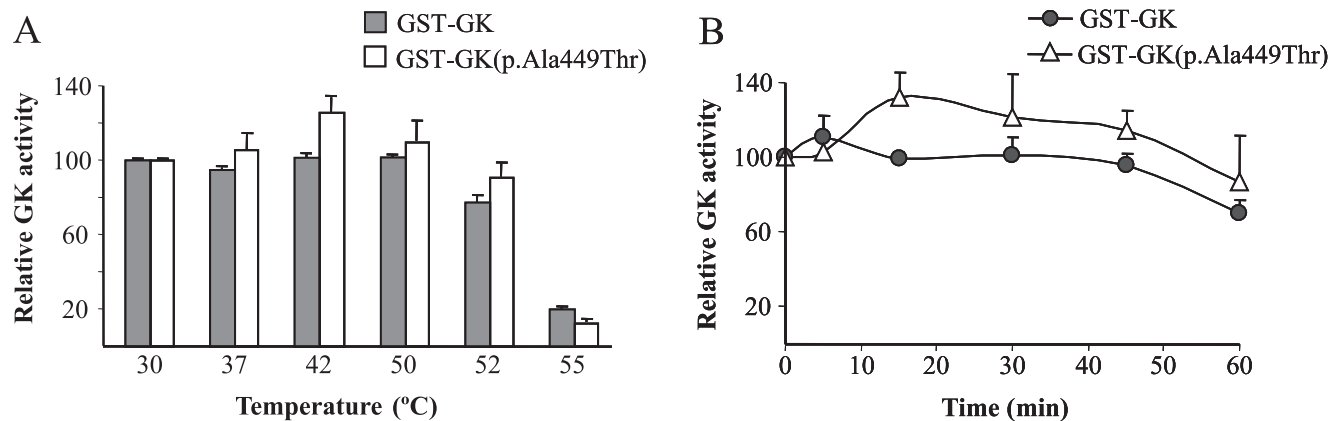 A
GST-GK
GST-GK(p.Ala449Thr)
Relative GK activity
140
100
60
20
30 37 42 50 52 55
Temperature (ºC)
B
GST-GK
GST-GK(p.Ala449Thr)
Relative GK activity
140
100
60
20
0 10 20 30 40 50 60
Time (min)